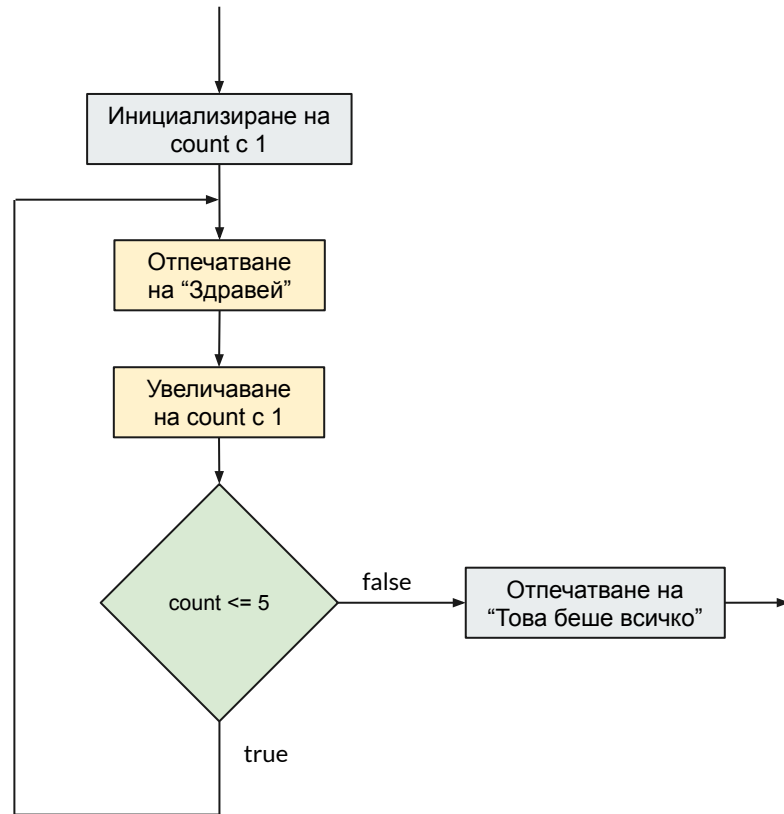 Инициализиране на
count с 1
Отпечатване
на “Здравей”
Увеличаване
на count с 1
count <= 5
false
Отпечатване на
“Това беше всичко”
true